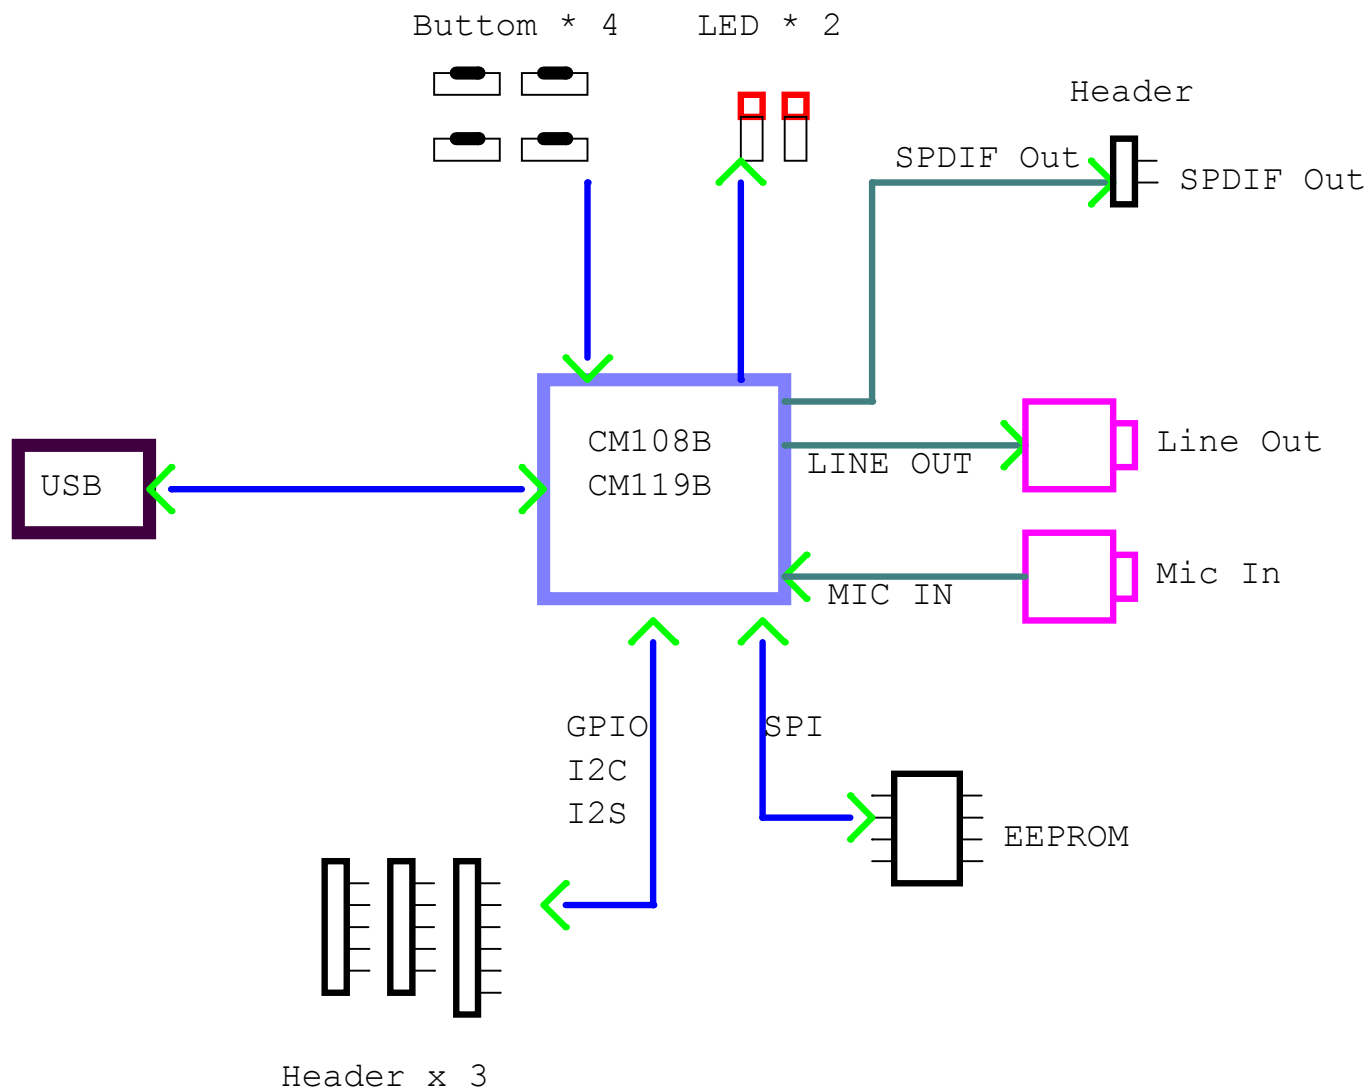 Buttom * 4
LED * 2
Header
SPDIF Out
SPDIF Out
CM108B
CM119B
USB
LINE OUT
Line Out
MIC IN
Mic In
GPIO
I2C
I2S
SPI
EEPROM
Header x 3